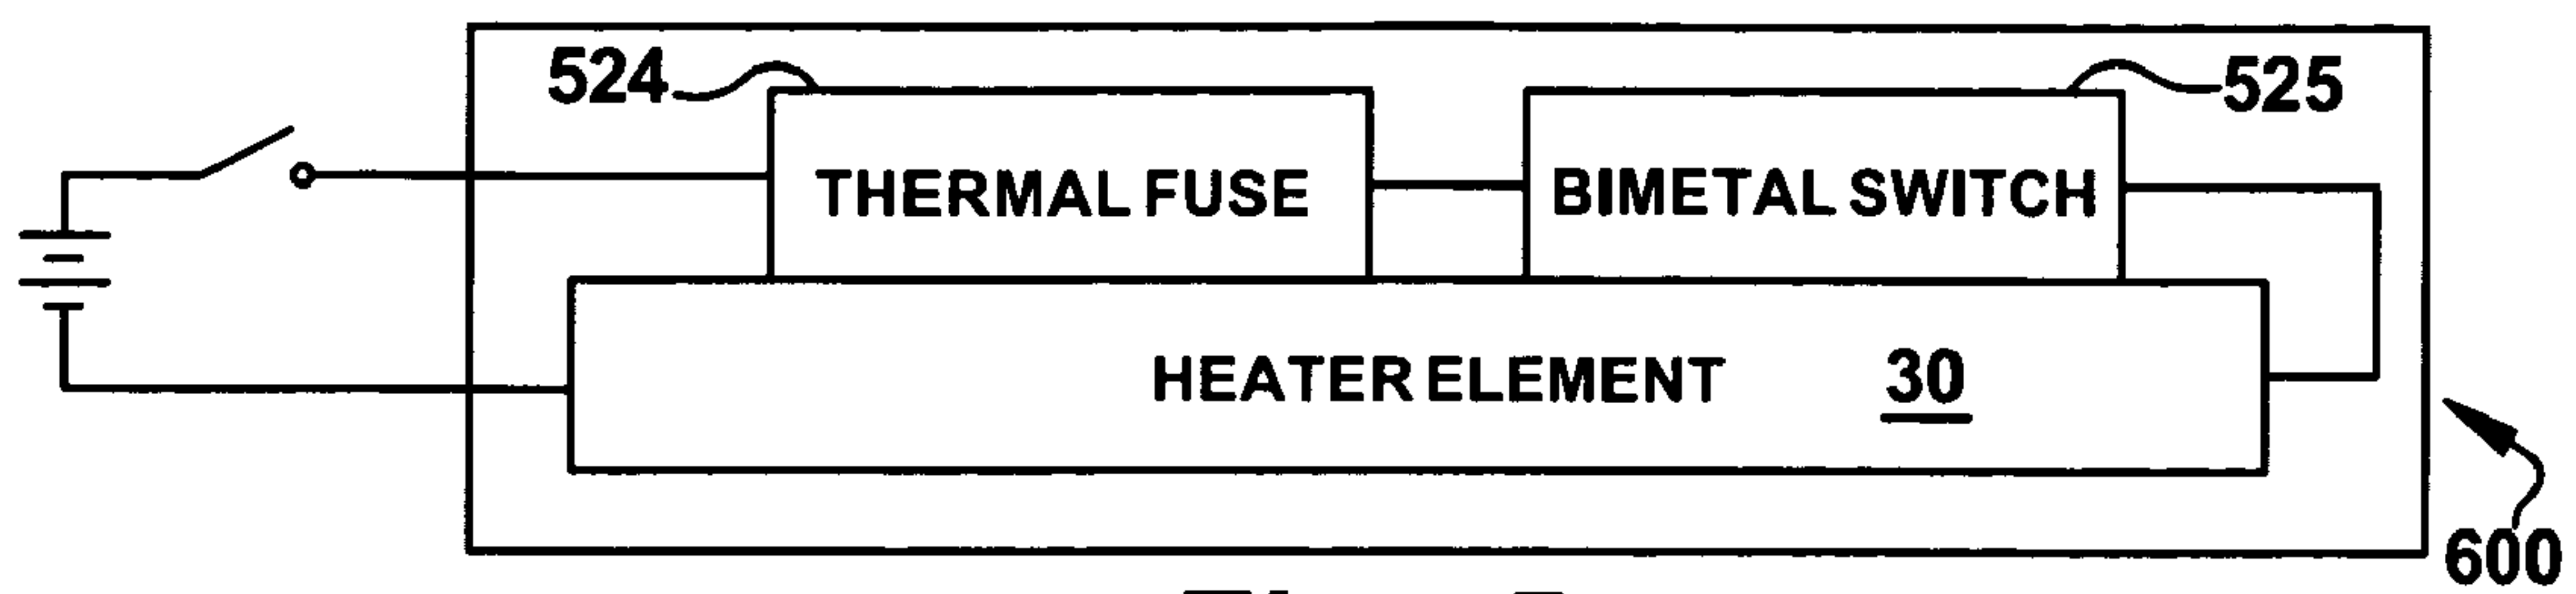 524
525
THERMAL FUSE
BIMETAL SWITCH
HEATER ELEMENT 30
600